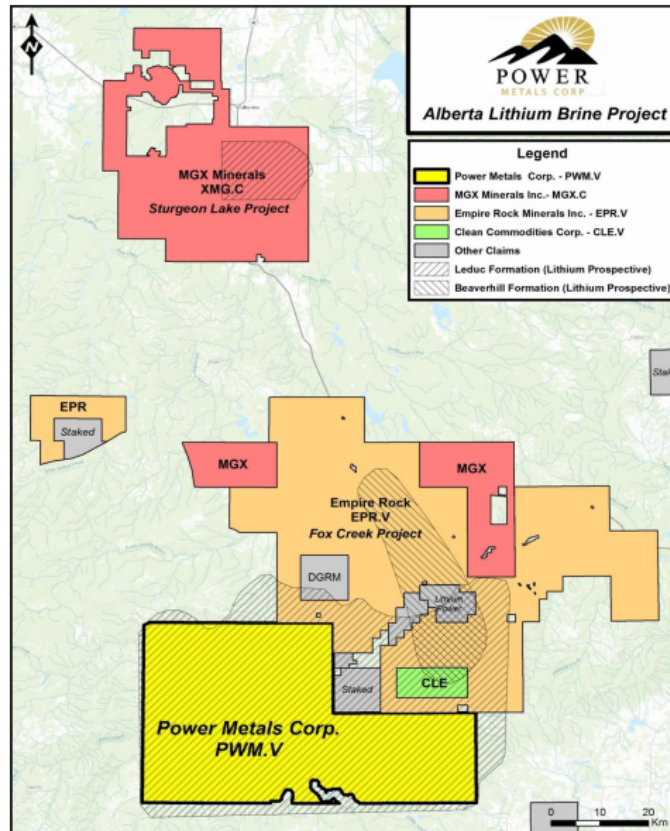 N
POWER
METALS CORP
Alberta Lithium Brine Project
Legend
Power Metals Corp. - PWM.V
MGX Minerals Inc.- MGX.C
Empire Rock Minerals Inc. - EPR.V
Clean Commodities Corp. - CLE.V
Other Claims
Leduc Formation (Lithium Prospective)
Beaverhill Formation (Lithium Prospective)
MGX Minerals
XMG.C
Sturgeon Lake Project
Stak
EPR
Staked
MGX
MGX
Empire Rock
EPR.V
Fox Creek Project
DGRM
Lithium
Power
Staked
CLE
Power Metals Corp.
PWM.V
0 10 20
Km